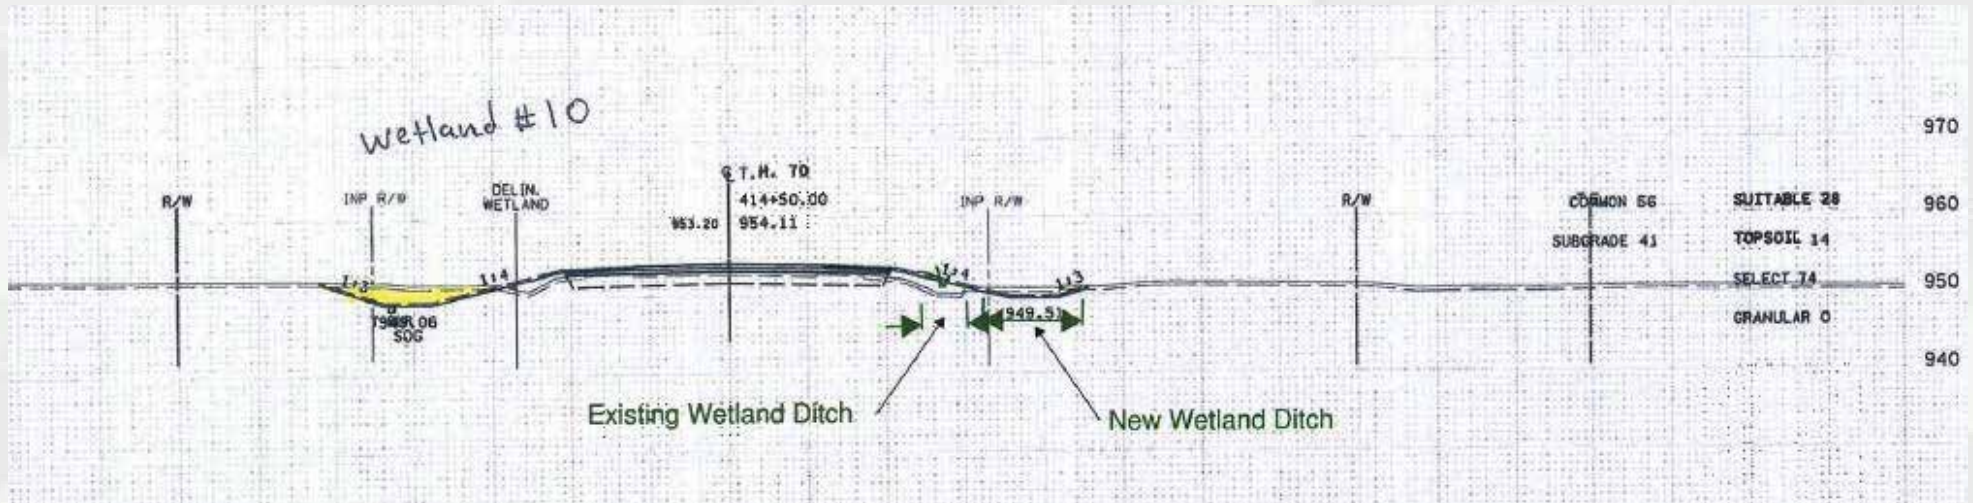 Wetland #10
970
R/W
INP R/W
DELIN.
WETLAND
℄ T.H. 70
414+50.00
953.20 954.11
INP R/W
R/W
COMMON 56
SUITABLE 28
960
SUBGRADE 41
TOPSOIL 14
1:3
1:4
1:4
1:3
SELECT 74
950
SOG
(949.5)
GRANULAR 0
940
Existing Wetland Ditch
New Wetland Ditch